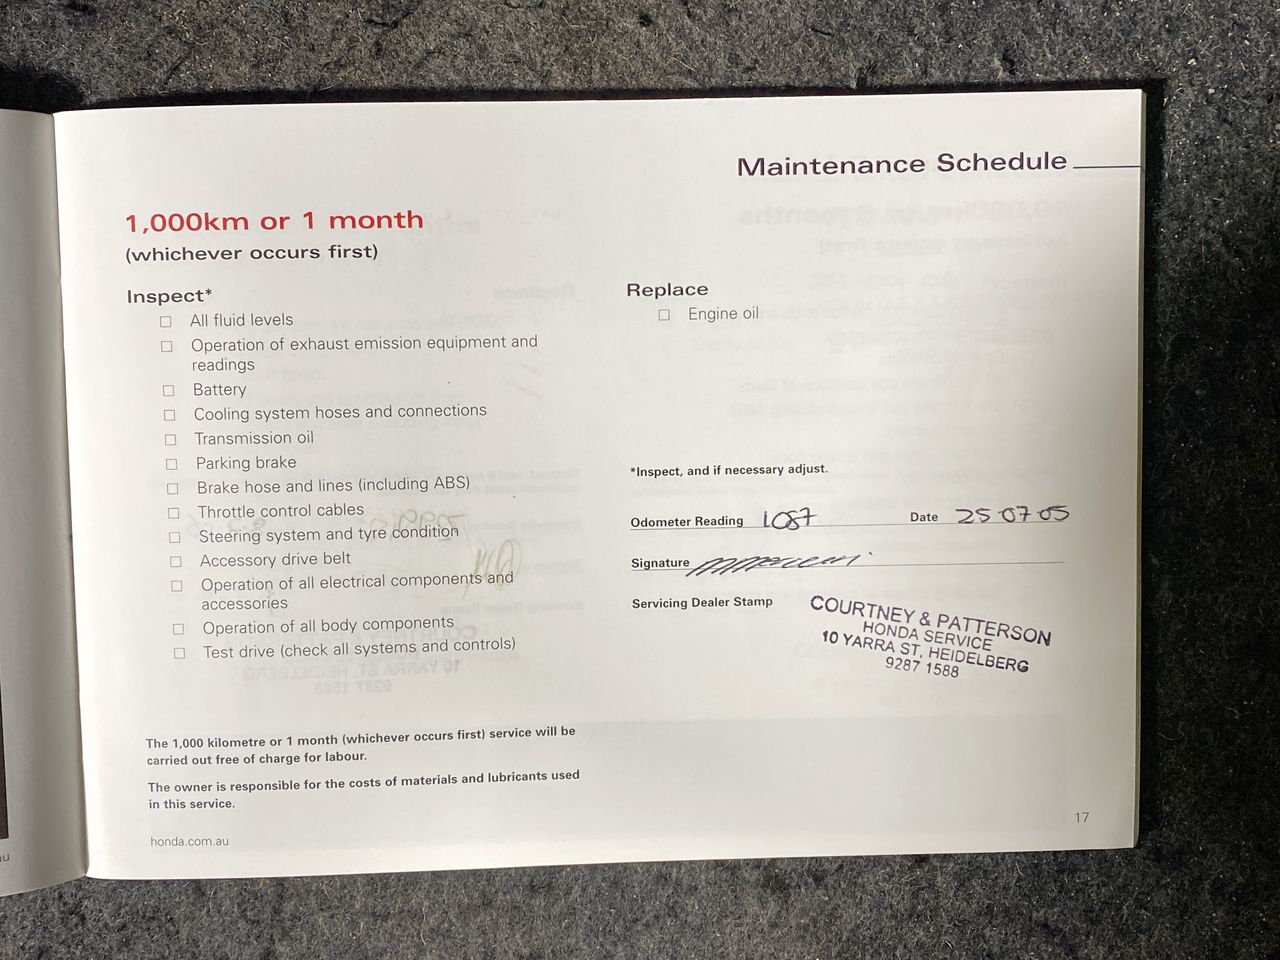 Maintenance Schedule
1,000km or 1 month
(whichever occurs first)
Inspect*
All fluid levels
Operation of exhaust emission equipment and
readings
Battery
Cooling system hoses and connections
Transmission oil
Parking brake
Brake hose and lines (including ABS)
Throttle control cables
Steering system and tyre condition
Accessory drive belt
Operation of all electrical components and
accessories
Operation of all body components
Test drive (check all systems and controls)
Replace
Engine oil
*Inspect, and if necessary adjust.
Odometer Reading 1087 Date 25 07 05
Signature
Servicing Dealer Stamp
COURTNEY & PATTERSON
HONDA SERVICE
10 YARRA ST, HEIDELBERG
9287 1588
The 1,000 kilometre or 1 month (whichever occurs first) service will be
carried out free of charge for labour.
The owner is responsible for the costs of materials and lubricants used
in this service.
honda.com.au
17